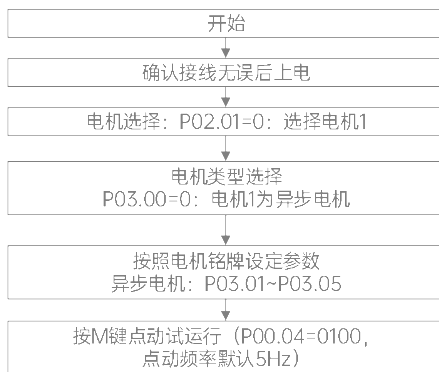 开始
确认接线无误后上电
电机选择：P02.01=0：选择电机1
电机类型选择
P03.00=0：电机1为异步电机
按照电机铭牌设定参数
异步电机：P03.01~P03.05
按M键点动试运行（P00.04=0100，
点动频率默认5Hz）